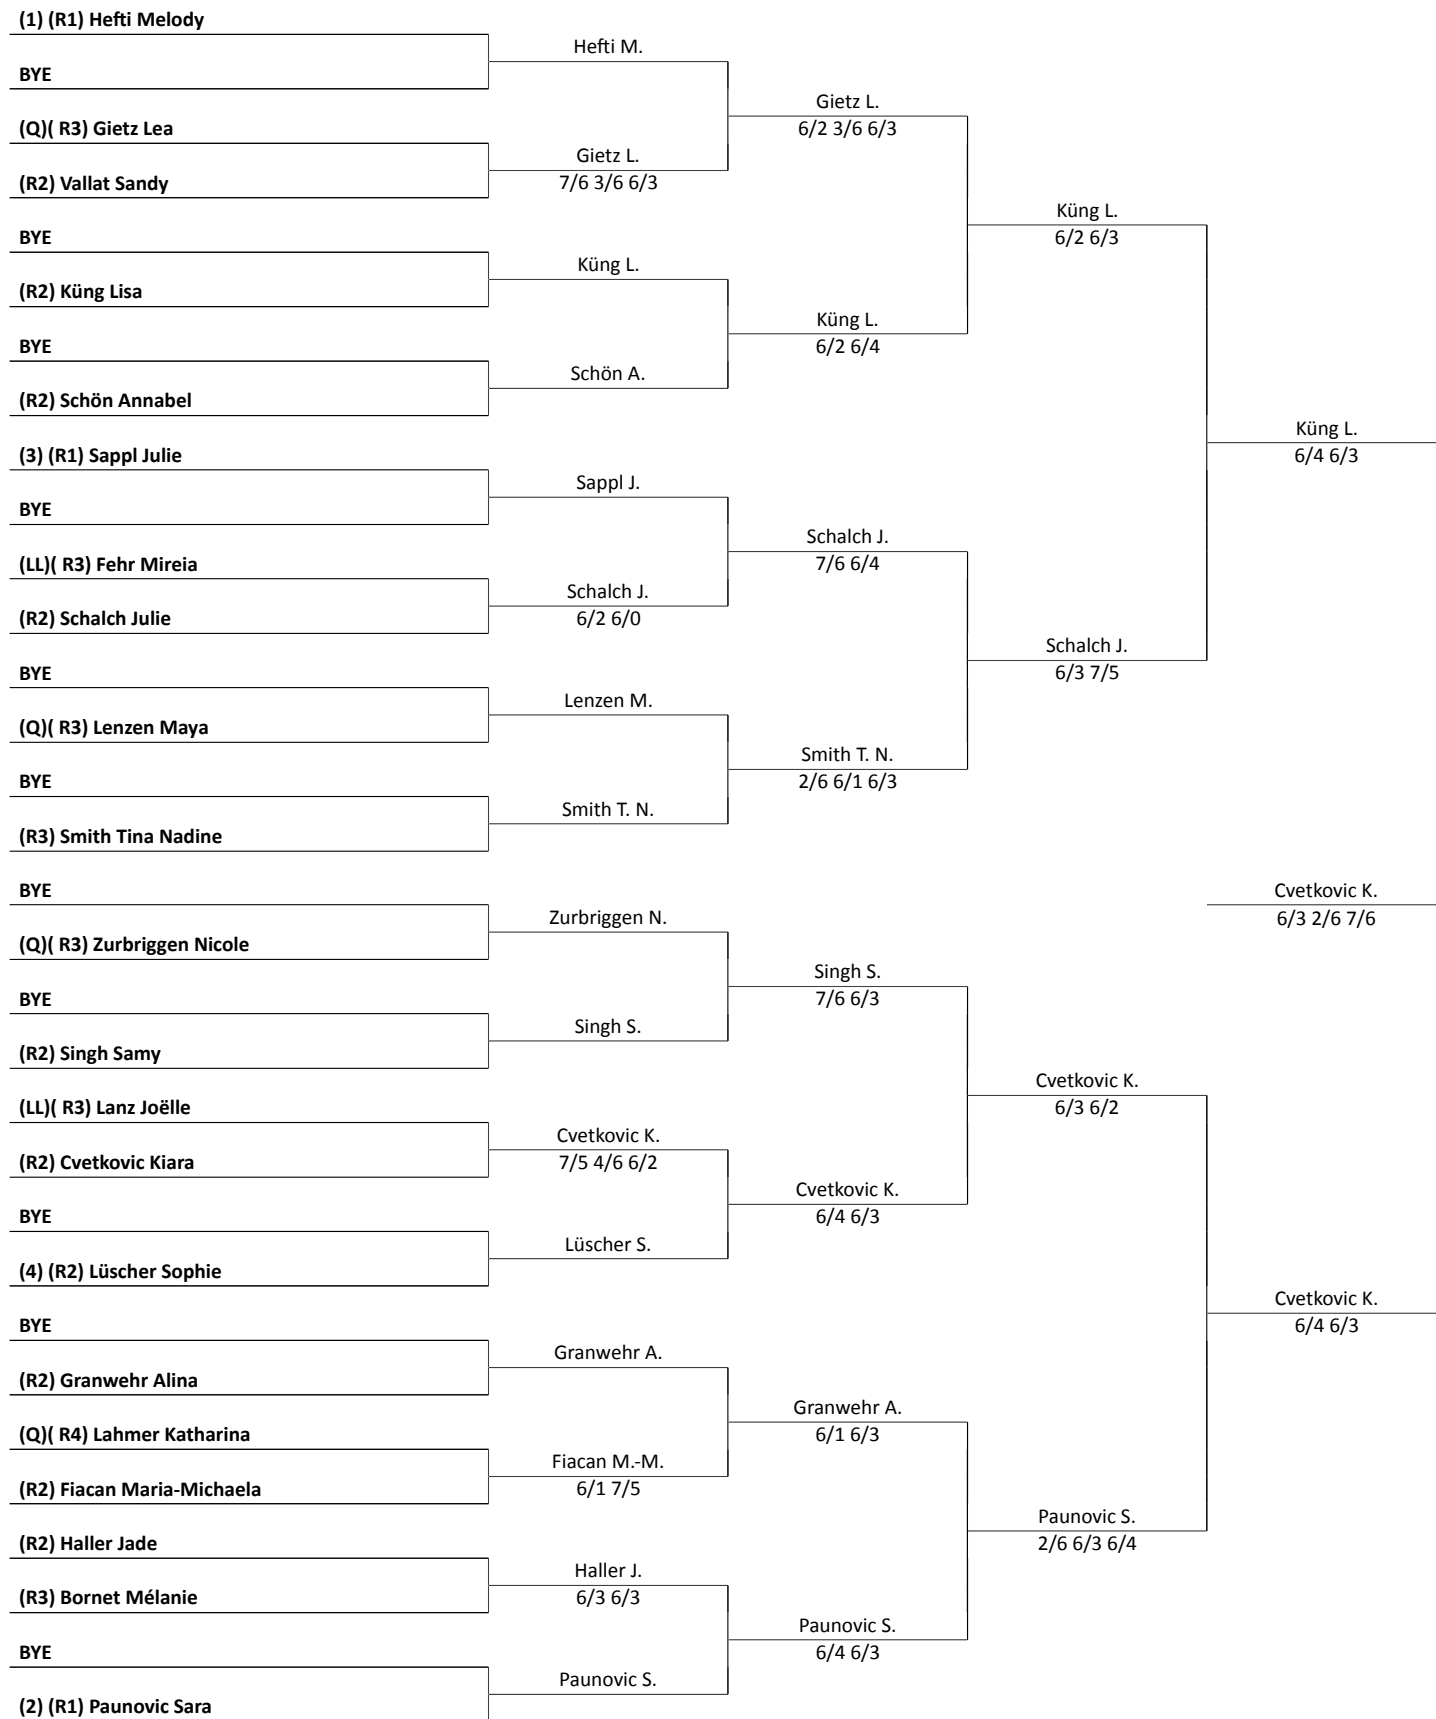 (1) (R1) Hefti Melody
Hefti M.
BYE
Gietz L.
6/2 3/6 6/3
(Q)( R3) Gietz Lea
Gietz L.
7/6 3/6 6/3
(R2) Vallat Sandy
Küng L.
6/2 6/3
BYE
Küng L.
(R2) Küng Lisa
Küng L.
6/2 6/4
BYE
Schön A.
(R2) Schön Annabel
Küng L.
6/4 6/3
(3) (R1) Sappl Julie
Sappl J.
BYE
Schalch J.
7/6 6/4
(LL)( R3) Fehr Mireia
Schalch J.
6/2 6/0
(R2) Schalch Julie
Schalch J.
6/3 7/5
BYE
Lenzen M.
(Q)( R3) Lenzen Maya
Smith T. N.
2/6 6/1 6/3
BYE
Smith T. N.
(R3) Smith Tina Nadine
BYE
Cvetkovic K.
6/3 2/6 7/6
Zurbriggen N.
(Q)( R3) Zurbriggen Nicole
Singh S.
7/6 6/3
BYE
Singh S.
(R2) Singh Samy
Cvetkovic K.
6/3 6/2
(LL)( R3) Lanz Joëlle
Cvetkovic K.
7/5 4/6 6/2
(R2) Cvetkovic Kiara
Cvetkovic K.
6/4 6/3
BYE
Lüscher S.
(4) (R2) Lüscher Sophie
Cvetkovic K.
6/4 6/3
BYE
Granwehr A.
(R2) Granwehr Alina
Granwehr A.
6/1 6/3
(Q)( R4) Lahmer Katharina
Fiacan M.-M.
6/1 7/5
(R2) Fiacan Maria-Michaela
Paunovic S.
2/6 6/3 6/4
(R2) Haller Jade
Haller J.
6/3 6/3
(R3) Bornet Mélanie
Paunovic S.
6/4 6/3
BYE
Paunovic S.
(2) (R1) Paunovic Sara